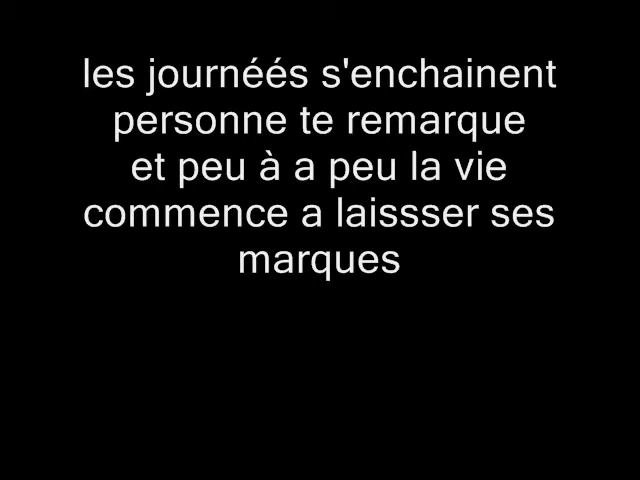 les journéés s'enchainent
personne te remarque
et peu à a peu la vie
commence a laissser ses
marques